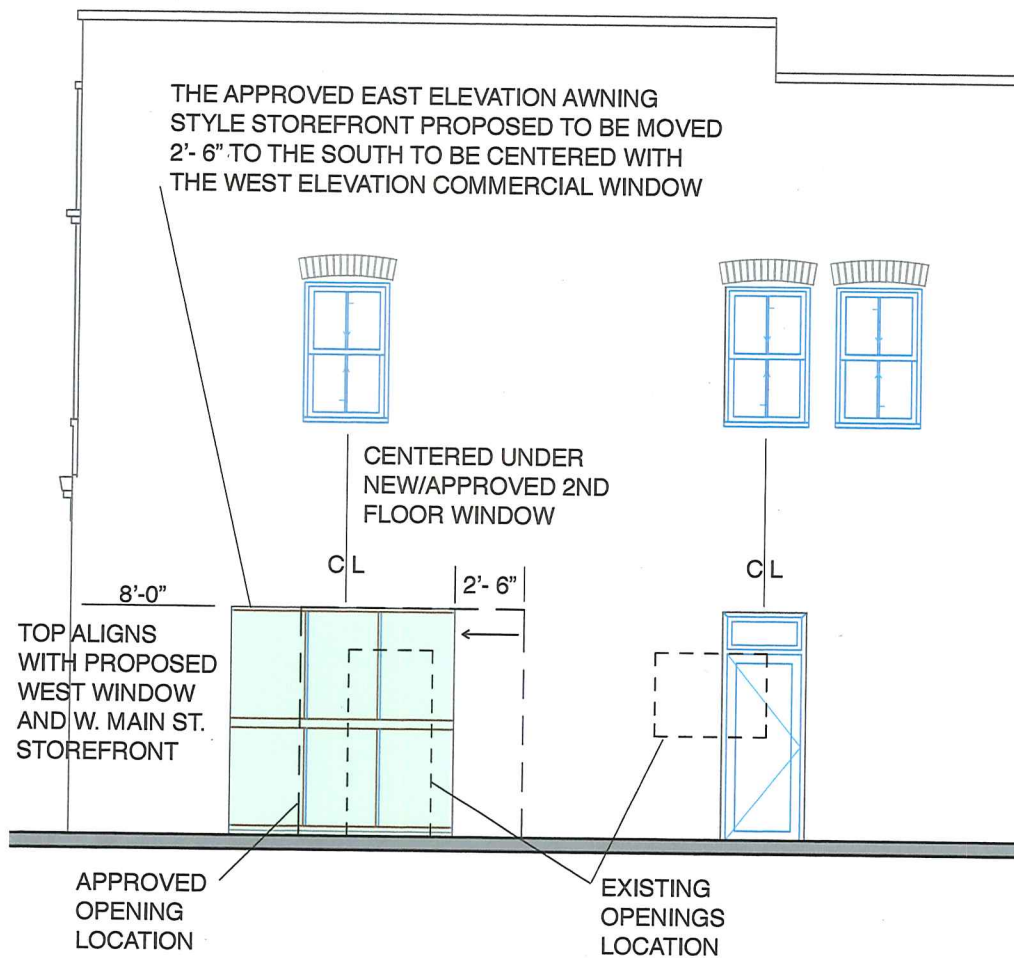 THE APPROVED EAST ELEVATION AWNING
STYLE STOREFRONT PROPOSED TO BE MOVED
2'- 6" TO THE SOUTH TO BE CENTERED WITH
THE WEST ELEVATION COMMERCIAL WINDOW
CENTERED UNDER
NEW/APPROVED 2ND
FLOOR WINDOW
C L
2'- 6"
C L
8'-0"
TOP ALIGNS
WITH PROPOSED
WEST WINDOW
AND W. MAIN ST.
STOREFRONT
APPROVED
OPENING
LOCATION
EXISTING
OPENINGS
LOCATION